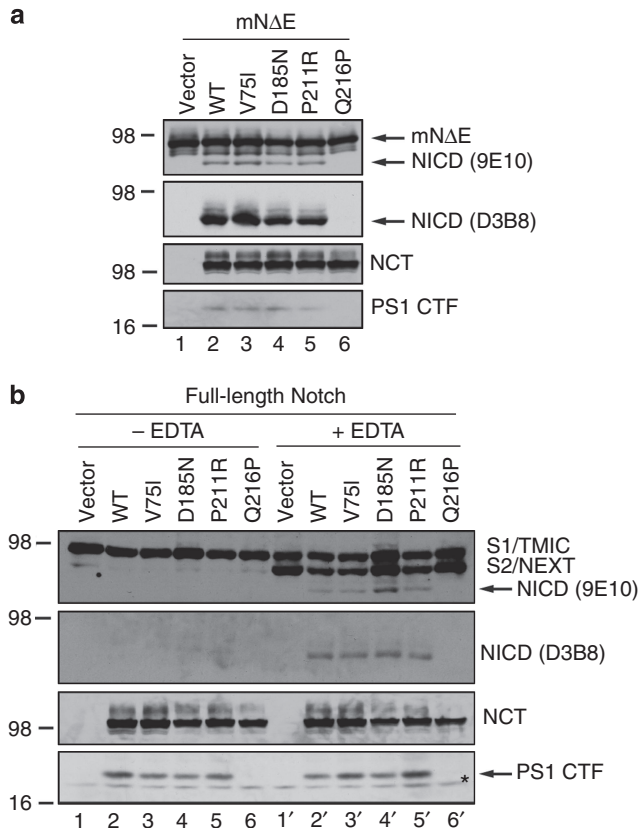 a
mNΔE
Vector WT V75I D185N P211R Q216P
98
mNΔE
NICD (9E10)
98
NICD (D3B8)
98
NCT
PS1 CTF
16
1 2 3 4 5 6
b
Full-length Notch
– EDTA + EDTA
Vector WT V75I D185N P211R Q216P Vector WT V75I D185N P211R Q216P
98
S1/TMIC
S2/NEXT
NICD (9E10)
98
NICD (D3B8)
98
NCT
PS1 CTF
*
16
1 2 3 4 5 6 1′ 2′ 3′ 4′ 5′ 6′